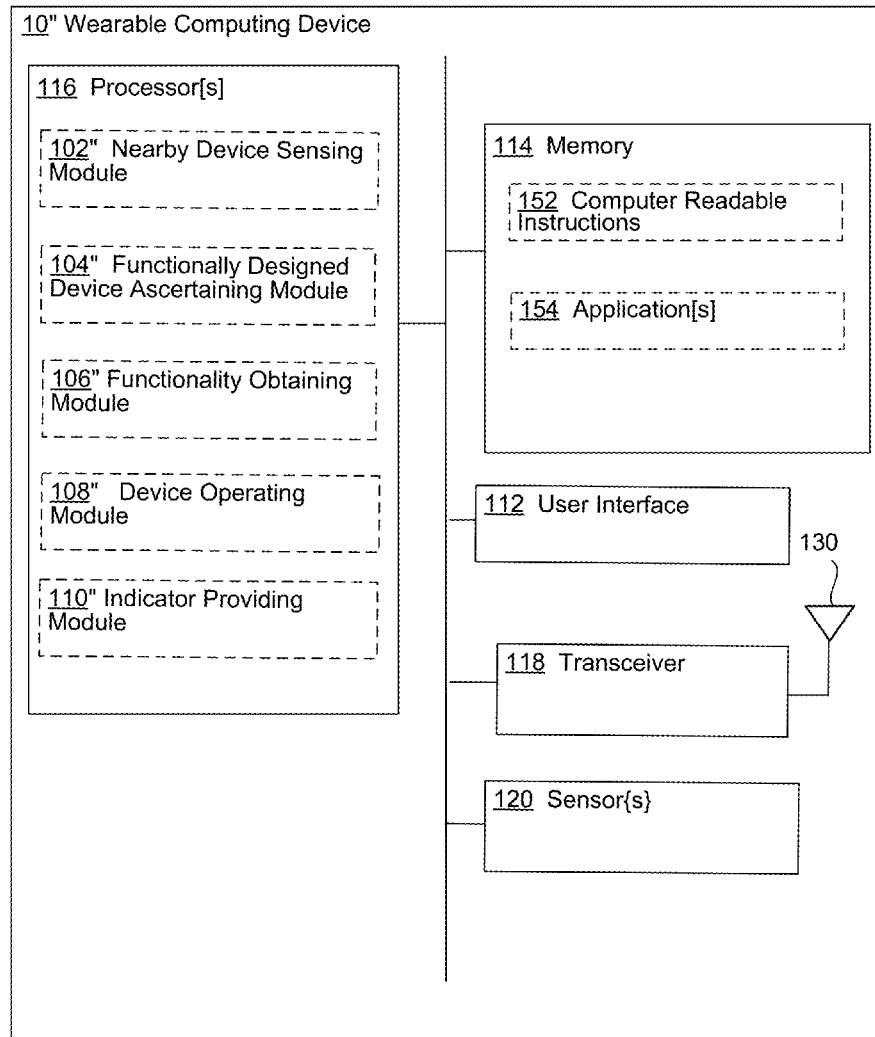 10" Wearable Computing Device
116 Processor[s]
102" Nearby Device Sensing
Module
104" Functionally Designed
Device Ascertaining Module
106" Functionality Obtaining
Module
108" Device Operating
Module
110" Indicator Providing
Module
114 Memory
152 Computer Readable
Instructions
154 Application[s]
112 User Interface
130
118 Transceiver
120 Sensor{s}